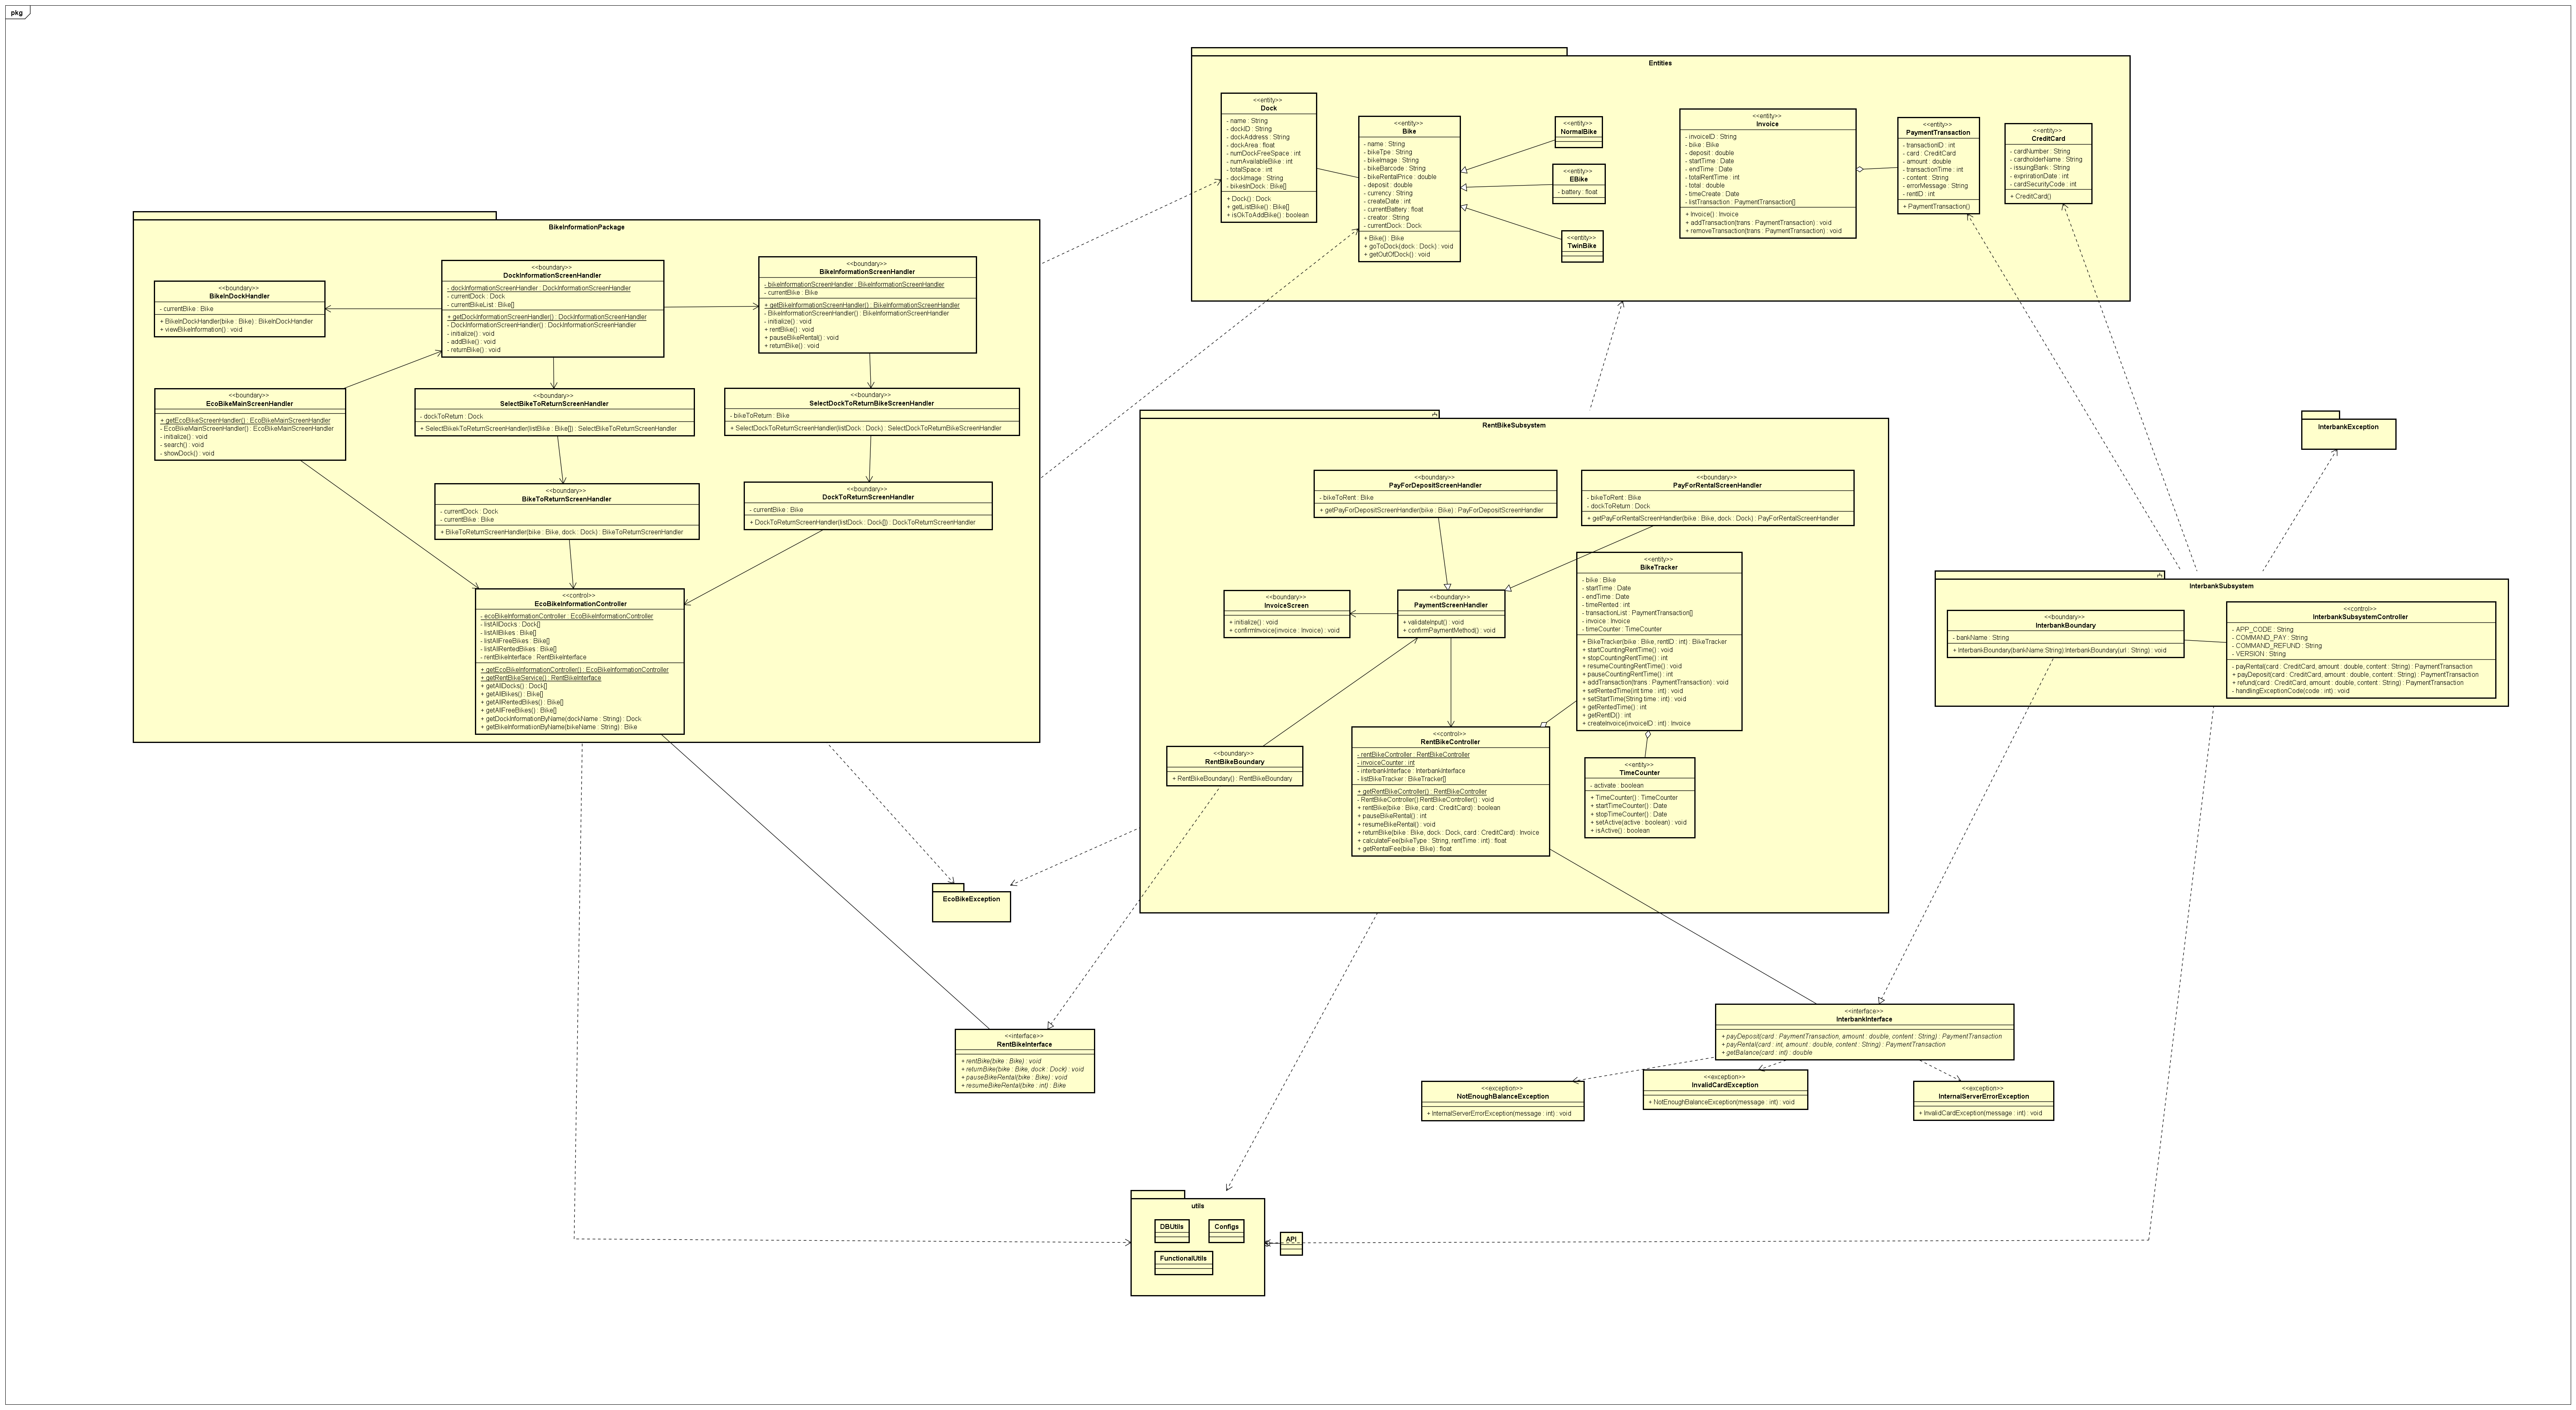 pkg
Entities
<<entity>>
Dock
- name : String
- dockID : String
- dockAddress : String
- dockArea : float
- numDockFreeSpace : int
- numAvailableBike : int
- totalSpace : int
- dockImage : String
- bikesInDock : Bike[]
+ Dock() : Dock
+ getListBike() : Bike[]
+ isOkToAddBike() : boolean
<<entity>>
Bike
- name : String
- bikeTpe : String
- bikeImage : String
- bikeBarcode : String
- bikeRentalPrice : double
- deposit : double
- currency : String
- createDate : int
- currentBattery : float
- creator : String
- currentDock : Dock
+ Bike() : Bike
+ goToDock(dock : Dock) : void
+ getOutOfDock() : void
<<entity>>
NormalBike
<<entity>>
EBike
- battery : float
<<entity>>
TwinBike
<<entity>>
Invoice
- invoiceID : String
- bike : Bike
- deposit : double
- startTime : Date
- endTime : Date
- totalRentTime : int
- total : double
- timeCreate : Date
- listTransaction : PaymentTransaction[]
+ Invoice() : Invoice
+ addTransaction(trans : PaymentTransaction) : void
+ removeTransaction(trans : PaymentTransaction) : void
<<entity>>
PaymentTransaction
- transactionID : int
- card : CreditCard
- amount : double
- transactionTime : int
- content : String
- errorMessage : String
- rentID : int
+ PaymentTransaction()
<<entity>>
CreditCard
- cardNumber : String
- cardholderName : String
- issuingBank : String
- expirationDate : int
- cardSecurityCode : int
+ CreditCard()
BikeInformationPackage
<<boundary>>
BikeInDockHandler
- currentBike : Bike
+ BikeInDockHandler(bike : Bike) : BikeInDockHandler
+ viewBikeInformation() : void
<<boundary>>
DockInformationScreenHandler
- dockInformationScreenHandler : DockInformationScreenHandler
- currentDock : Dock
- currentBikeList : Bike[]
+ getDockInformationScreenHandler() : DockInformationScreenHandler
- DockInformationScreenHandler() : DockInformationScreenHandler
- initialize() : void
- addBike() : void
- returnBike() : void
<<boundary>>
BikeInformationScreenHandler
- bikeInformationScreenHandler : BikeInformationScreenHandler
- currentBike : Bike
+ getBikeInformationScreenHandler() : BikeInformationScreenHandler
- BikeInformationScreenHandler() : BikeInformationScreenHandler
- initialize() : void
+ rentBike() : void
+ pauseBikeRental() : void
+ returnBike() : void
<<boundary>>
EcoBikeMainScreenHandler
+ getEcoBikeScreenHandler() : EcoBikeMainScreenHandler
- EcoBikeMainScreenHandler() : EcoBikeMainScreenHandler
- initialize() : void
- search() : void
- showDock() : void
<<boundary>>
SelectBikeToReturnScreenHandler
- dockToReturn : Dock
+ SelectBikekToReturnScreenHandler(listBike : Bike[]) : SelectBikeToReturnScreenHandler
<<boundary>>
SelectDockToReturnBikeScreenHandler
- bikeToReturn : Bike
+ SelectDockToReturnScreenHandler(listDock : Dock) : SelectDockToReturnBikeScreenHandler
<<boundary>>
BikeToReturnScreenHandler
- currentDock : Dock
- currentBike : Bike
+ BikeToReturnScreenHandler(bike : Bike, dock : Dock) : BikeToReturnScreenHandler
<<boundary>>
DockToReturnScreenHandler
- currentBike : Bike
+ DockToReturnScreenHandler(listDock : Dock[]) : DockToReturnScreenHandler
<<control>>
EcoBikeInformationController
- ecoBikeInformationController : EcoBikeInformationController
- listAllDocks : Dock[]
- listAllBikes : Bike[]
- listAllFreeBikes : Bike[]
- listAllRentedBikes : Bike[]
- rentBikeInterface : RentBikeInterface
+ getEcoBikeInformationController() : EcoBikeInformationController
+ getRentBikeService() : RentBikeInterface
+ getAllDocks() : Dock[]
+ getAllBikes() : Bike[]
+ getAllRentedBikes() : Bike[]
+ getAllFreeBikes() : Bike[]
+ getDockInformationByName(dockName : String) : Dock
+ getBikeInformatiionByName(bikeName : String) : Bike
RentBikeSubsystem
<<boundary>>
PayForDepositScreenHandler
- bikeToRent : Bike
+ getPayForDepositScreenHandler(bike : Bike) : PayForDepositScreenHandler
<<boundary>>
PayForRentalScreenHandler
- bikeToRent : Bike
- dockToReturn : Dock
+ getPayForRentalScreenHandler(bike : Bike, dock : Dock) : PayForRentalScreenHandler
<<boundary>>
InvoiceScreen
+ initialize() : void
+ confirmInvoice(invoice : Invoice) : void
<<boundary>>
PaymentScreenHandler
+ validateInput() : void
+ confirmPaymentMethod() : void
<<entity>>
BikeTracker
- bike : Bike
- startTime : Date
- endTime : Date
- timeRented : int
- transactionList : PaymentTransaction[]
- invoice : Invoice
- timeCounter : TimeCounter
+ BikeTracker(bike : Bike, rentID : int) : BikeTracker
+ startCountingRentTime() : void
+ stopCountingRentTime() : int
+ resumeCountingRentTime() : void
+ pauseCountingRentTime() : int
+ addTransaction(trans : PaymentTransaction) : void
+ setRentedTime(int time : int) : void
+ setStartTime(String time : int) : void
+ getRentedTime() : int
+ getRentID() : int
+ createInvoice(invoiceID : int) : Invoice
<<boundary>>
RentBikeBoundary
+ RentBikeBoundary() : RentBikeBoundary
<<control>>
RentBikeController
- rentBikeController : RentBikeController
- invoiceCounter : int
- interbankInterface : InterbankInterface
- listBikeTracker : BikeTracker[]
+ getRentBikeController() : RentBikeController
- RentBikeController() RentBikeController() : void
+ rentBike(bike : Bike, card : CreditCard) : boolean
+ pauseBikeRental() : int
+ resumeBikeRental() : void
+ returnBike(bike : Bike, dock : Dock, card : CreditCard) : Invoice
+ calculateFee(bikeType : String, rentTime : int) : float
+ getRentalFee(bike : Bike) : float
<<entity>>
TimeCounter
- activate : boolean
+ TimeCounter() : TimeCounter
+ startTimeCounter() : Date
+ stopTimeCounter() : Date
+ setActive(active : boolean) : void
+ isActive() : boolean
InterbankException
InterbankSubsystem
<<boundary>>
InterbankBoundary
- bankName : String
+ InterbankBoundary(bankName:String) InterbankBoundary(url : String) : void
<<control>>
InterbankSubsystemController
- APP_CODE : String
- COMMAND_PAY : String
- COMMAND_REFUND : String
- VERSION : String
- payRental(card : CreditCard, amount : double, content : String) : PaymentTransaction
+ payDeposit(card : CreditCard, amount : double, content : String) : PaymentTransaction
+ refund(card : CreditCard, amount : double, content : String) : PaymentTransaction
- handlingExceptionCode(code : int) : void
EcoBikeException
<<interface>>
RentBikeInterface
+ rentBike(bike : Bike) : void
+ returnBike(bike : Bike, dock : Dock) : void
+ pauseBikeRental(bike : Bike) : void
+ resumeBikeRental(bike : int) : Bike
<<interface>>
InterbankInterface
+ payDeposit(card : PaymentTransaction, amount : double, content : String) : PaymentTransaction
+ payRental(card : int, amount : double, content : String) : PaymentTransaction
+ getBalance(card : int) : double
<<exception>>
NotEnoughBalanceException
+ InternalServerErrorException(message : int) : void
<<exception>>
InvalidCardException
+ NotEnoughBalanceException(message : int) : void
<<exception>>
InternalServerErrorException
+ InvalidCardException(message : int) : void
utils
DBUtils
Configs
FunctionalUtils
API